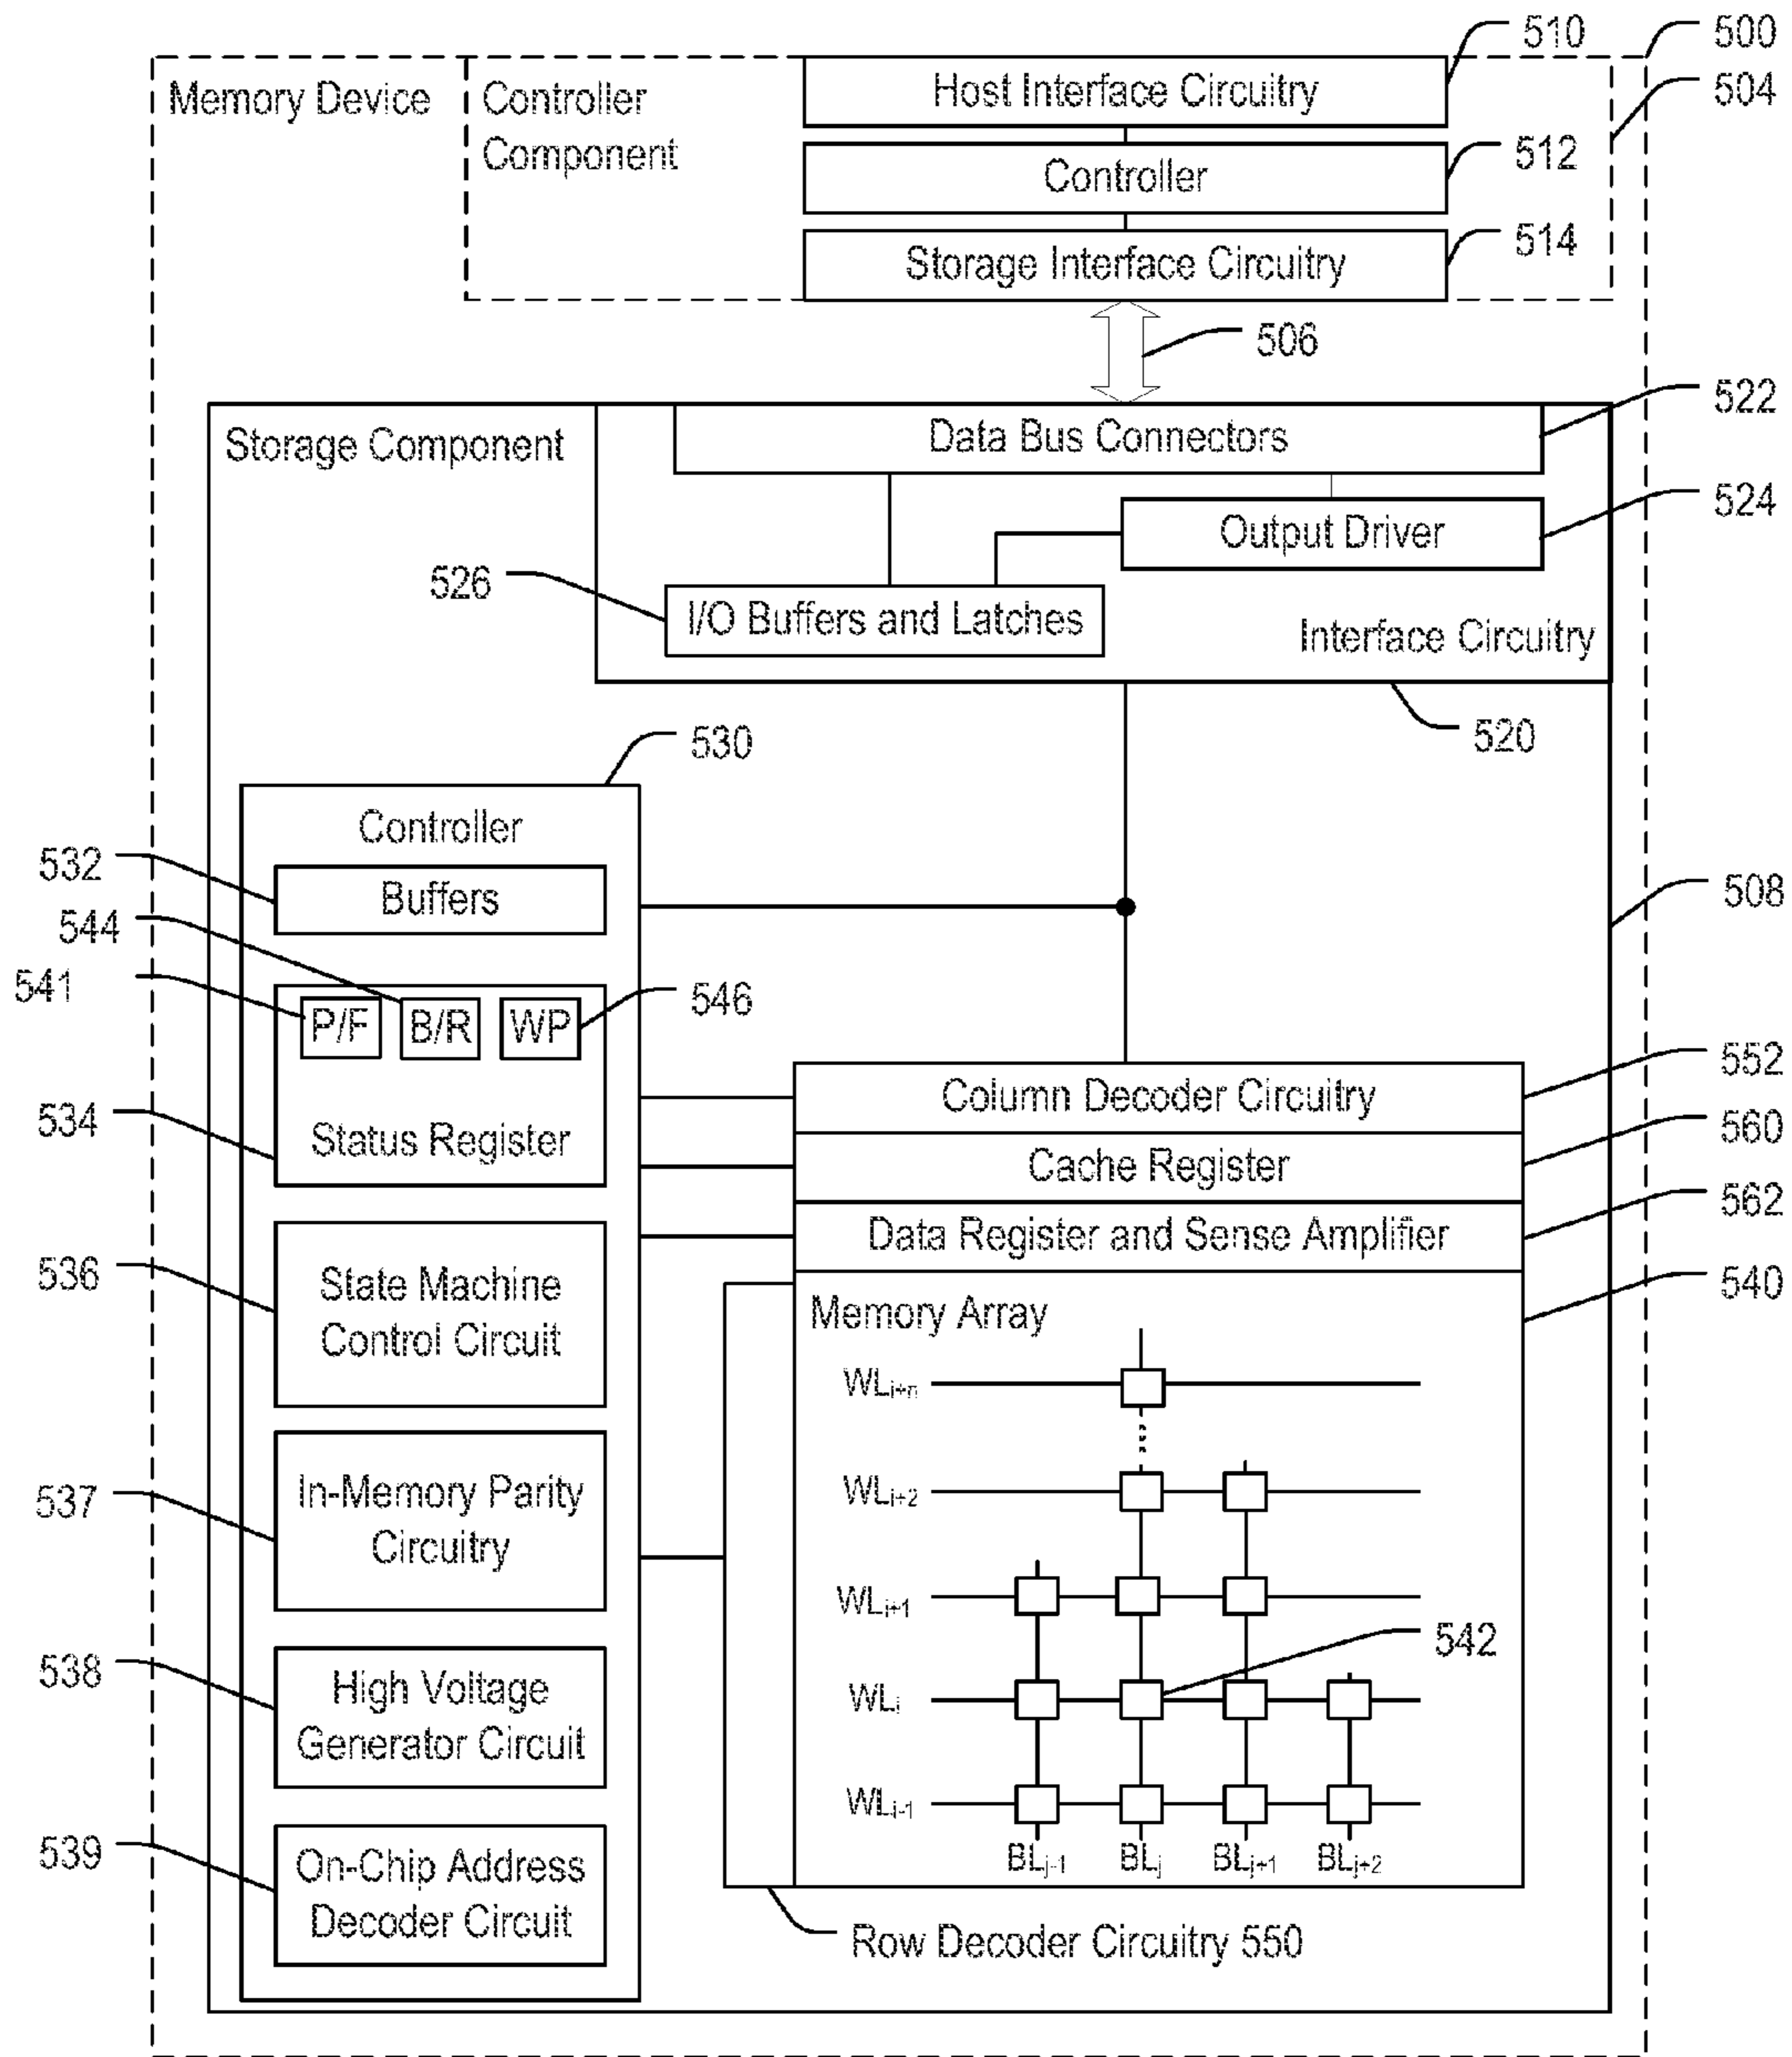 510
500
Memory Device
Controller
Component
Host Interface Circuitry
504
Controller
512
Storage Interface Circuitry
514
506
Storage Component
Data Bus Connectors
522
Output Driver
524
526
I/O Buffers and Latches
Interface Circuitry
520
530
Controller
532
Buffers
508
544
541
P/F
B/R
WP
546
534
Status Register
Column Decoder Circuitry
552
Cache Register
560
Data Register and Sense Amplifier
562
536
State Machine
Control Circuit
Memory Array
540
WLi+n
537
In-Memory Parity
Circuitry
WLi+2
WLi+1
542
538
High Voltage
Generator Circuit
WLi
WLi-1
539
On-Chip Address
Decoder Circuit
BLj-1
BLj
BLj+1
BLj+2
Row Decoder Circuitry 550